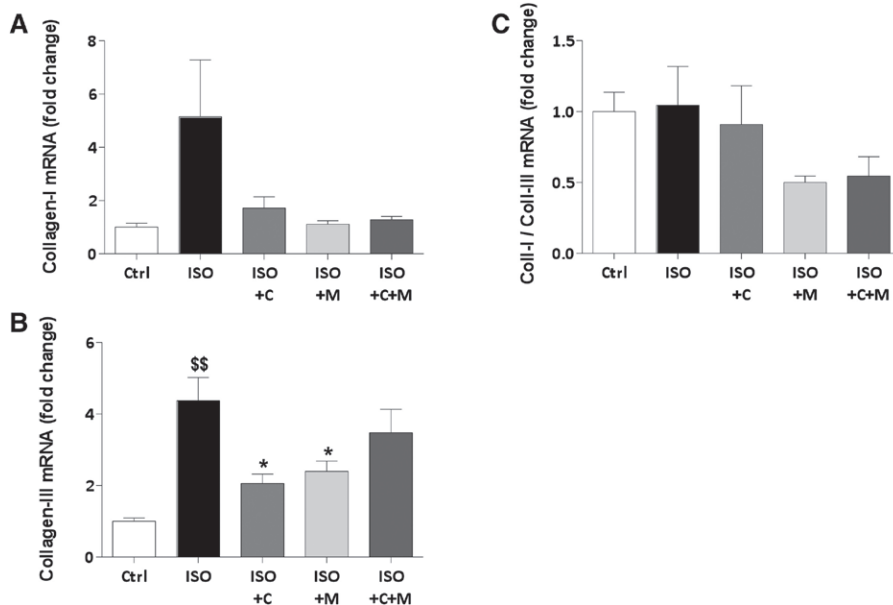 A
Collagen-I mRNA (fold change)
8
6
4
2
0
Ctrl ISO ISO ISO ISO
+C +M +C+M
B
Collagen-III mRNA (fold change)
6
4
2
0
$$
* *
Ctrl ISO ISO ISO ISO
+C +M +C+M
C
Coll-I / Coll-III mRNA (fold change)
1.5
1.0
0.5
0.0
Ctrl ISO ISO ISO ISO
+C +M +C+M